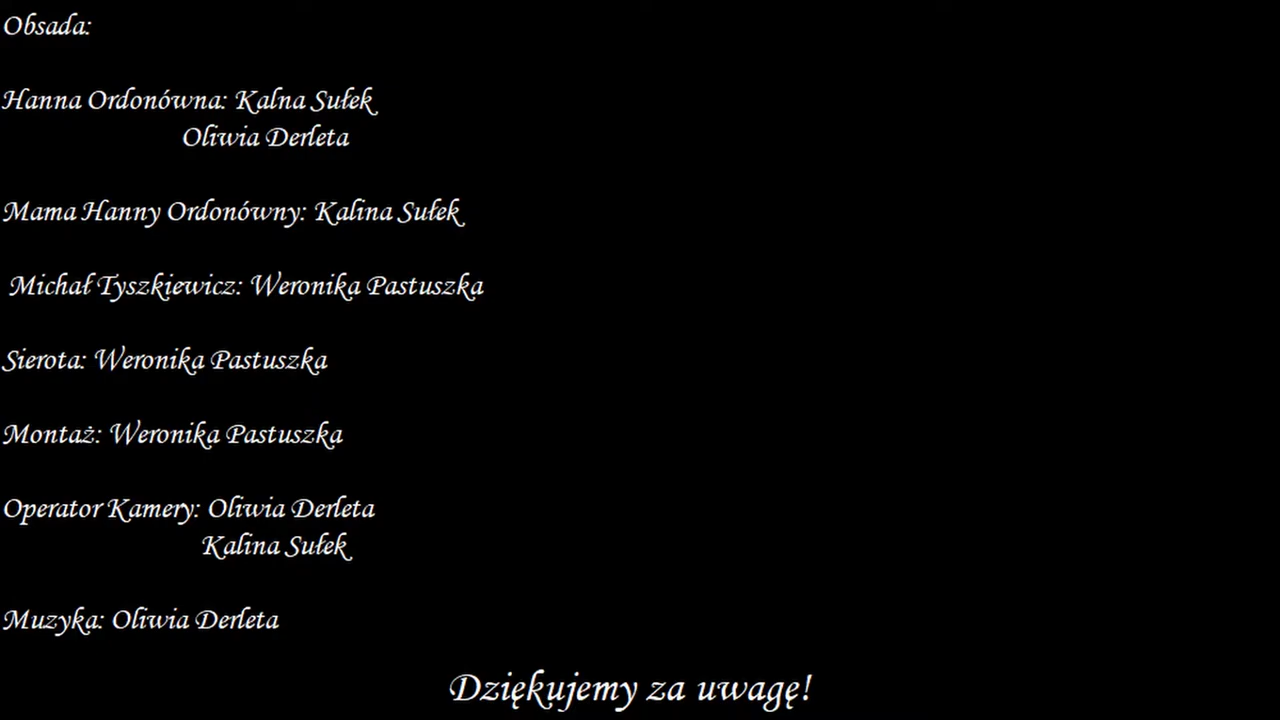 Obsada:
Hanna Ordonówna: Kalna Sułek
Oliwia Derleta
Mama Hanny Ordonówny: Kalina Sułek
Michał Tyszkiewicz: Weronika Pastuszka
Sierota: Weronika Pastuszka
Montaż: Weronika Pastuszka
Operator Kamery: Oliwia Derleta
Kalina Sułek
Muzyka: Oliwia Derleta
Dziękujemy za uwagę!